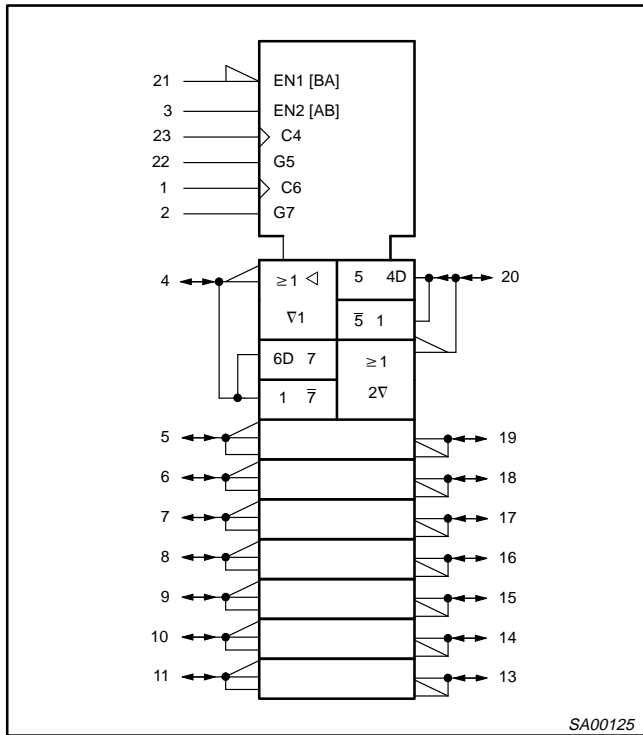 21 EN1 [BA]
3 EN2 [AB]
23 C4
22 G5
1 C6
2 G7
4 ≥ 1 ◁ 5 4D 20
∇1 5̅ 1
6D 7 ≥ 1
1 7̅ 2∇
5 19
6 18
7 17
8 16
9 15
10 14
11 13
SA00125